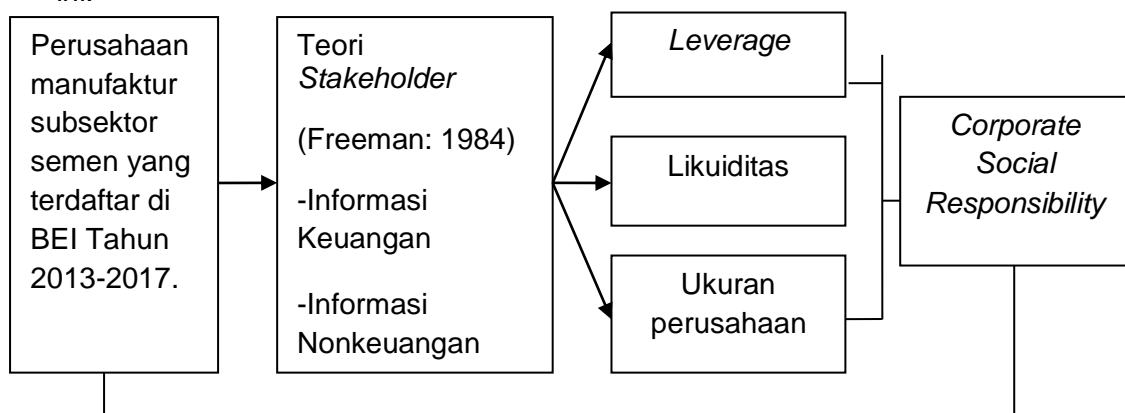 Perusahaan
manufaktur
subsektor
semen yang
terdaftar di
BEI Tahun
2013-2017.
Teori
Stakeholder
(Freeman: 1984)
-Informasi
Keuangan
-Informasi
Nonkeuangan
Leverage
Likuiditas
Ukuran
perusahaan
Corporate
Social
Responsibility